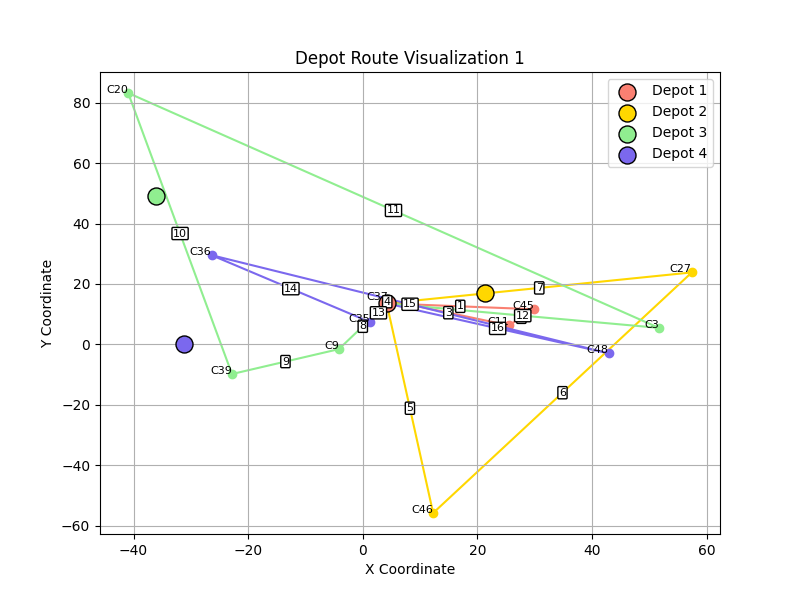 Depot Route Visualization 1
Depot 1
Depot 2
Depot 3
Depot 4
Y Coordinate
80
60
40
20
0
−20
−40
−60
C20
11
10
C36
14
C27
7
C37
4
15
1
C45
13
3
12
C35
C11
8
16
C3
C9
C48
9
C39
5
6
C46
−40
−20
0
20
40
60
X Coordinate